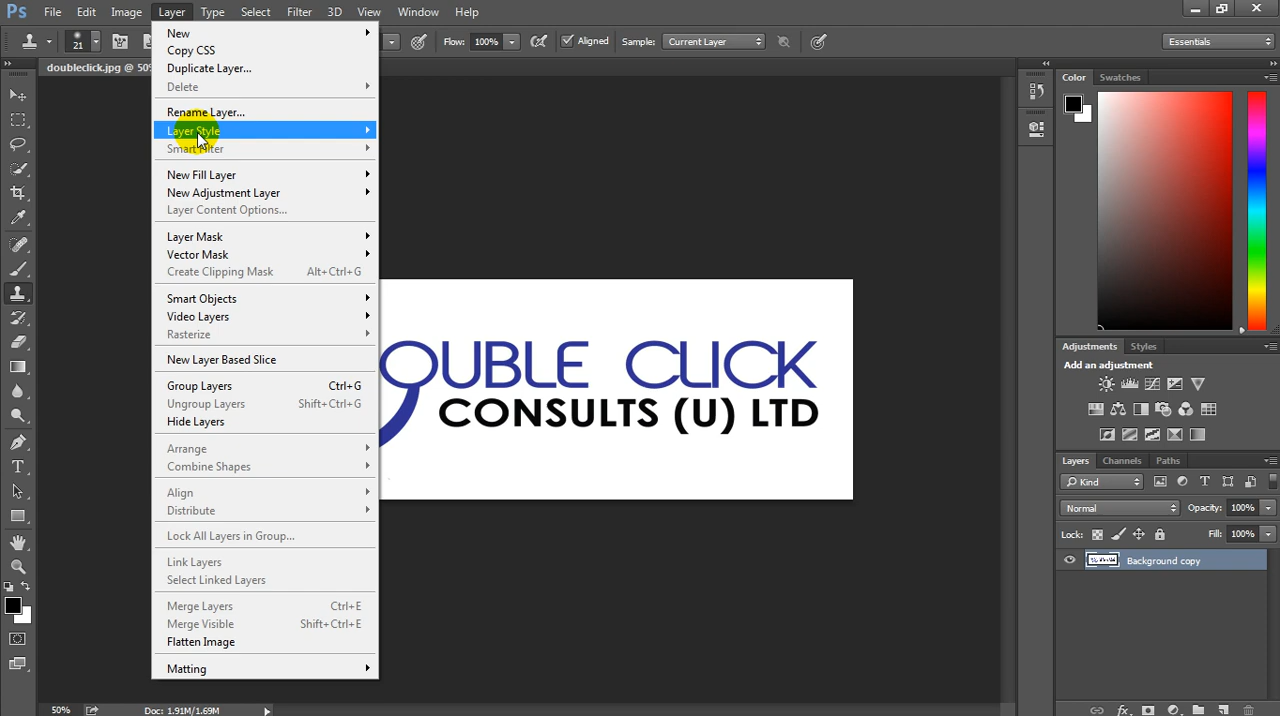 Ps File Edit Image Layer Type Select Filter 3D View Window Help
21 Flow: 100% Aligned Sample: Current Layer Essentials
doubleclick.jpg @ 50%
New
Copy CSS
Duplicate Layer...
Delete
Rename Layer...
Layer Style
Smart Filter
New Fill Layer
New Adjustment Layer
Layer Content Options...
Layer Mask
Vector Mask
Create Clipping Mask Alt+Ctrl+G
Smart Objects
Video Layers
Rasterize
New Layer Based Slice
Group Layers Ctrl+G
Ungroup Layers Shift+Ctrl+G
Hide Layers
Arrange
Combine Shapes
Align
Distribute
Lock All Layers in Group...
Link Layers
Select Linked Layers
Merge Layers Ctrl+E
Merge Visible Shift+Ctrl+E
Flatten Image
Matting
OUBLE CLICK
CONSULTS (U) LTD
Color Swatches
Adjustments Styles
Add an adjustment
Layers Channels Paths
Kind
Normal Opacity: 100%
Lock: Fill: 100%
Background copy
50% Doc: 1.91M/1.69M